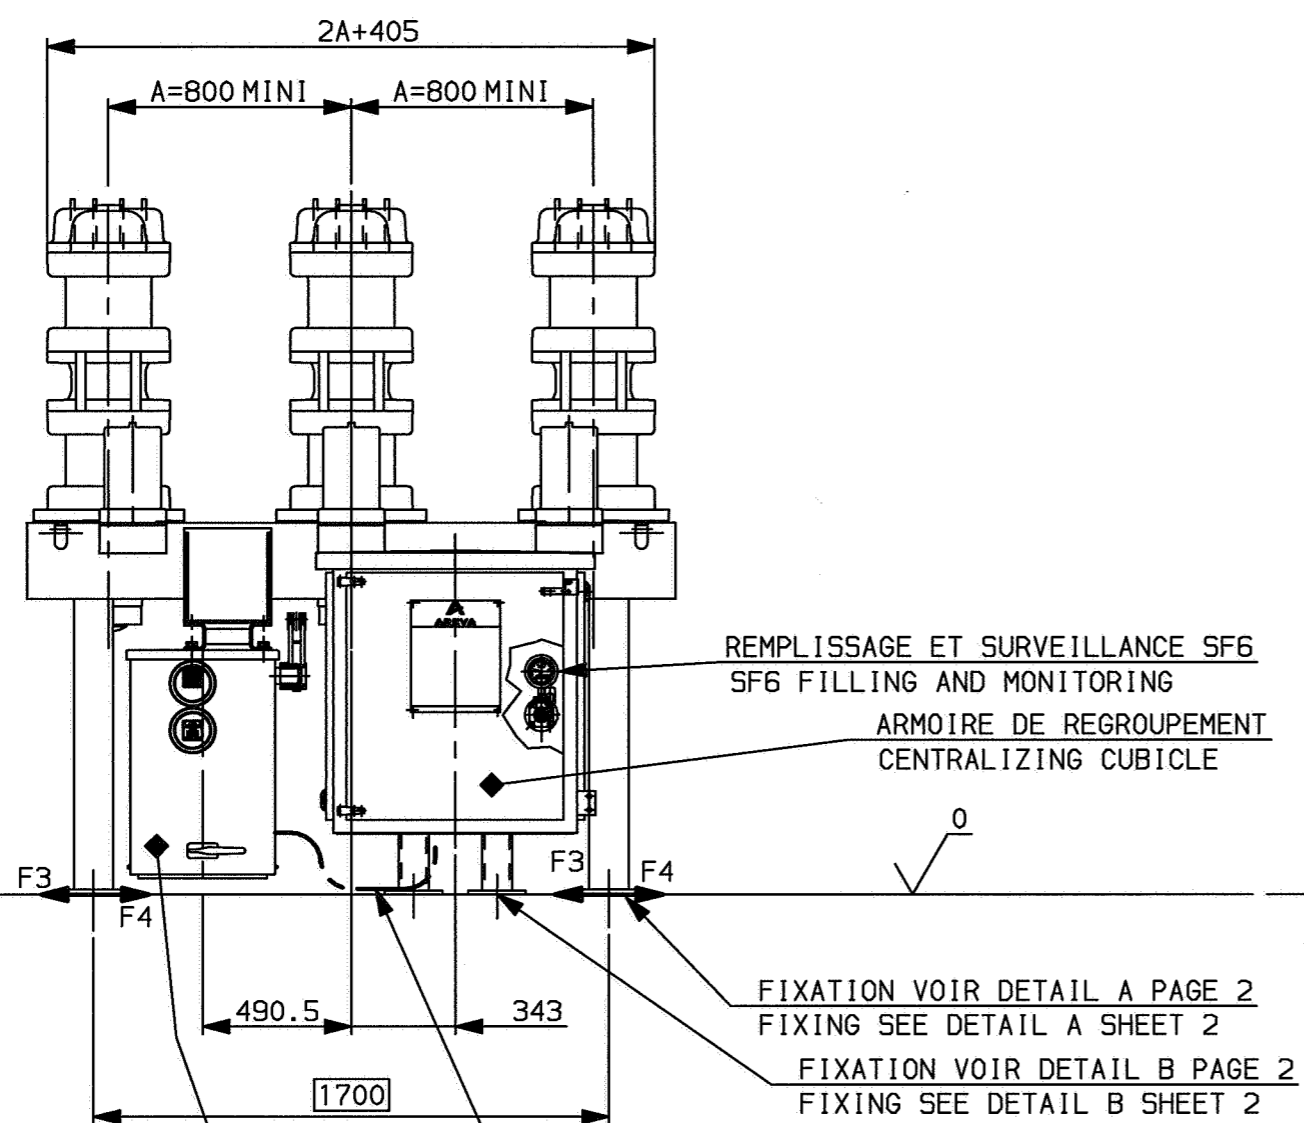 2A+405
A=800 MINI
A=800 MINI
AREVA
REMPLISSAGE ET SURVEILLANCE SF6
SF6 FILLING AND MONITORING
ARMOIRE DE REGROUPEMENT
CENTRALIZING CUBICLE
0
F3
F4
F3
F4
490.5
343
FIXATION VOIR DETAIL A PAGE 2
FIXING SEE DETAIL A SHEET 2
FIXATION VOIR DETAIL B PAGE 2
FIXING SEE DETAIL B SHEET 2
1700